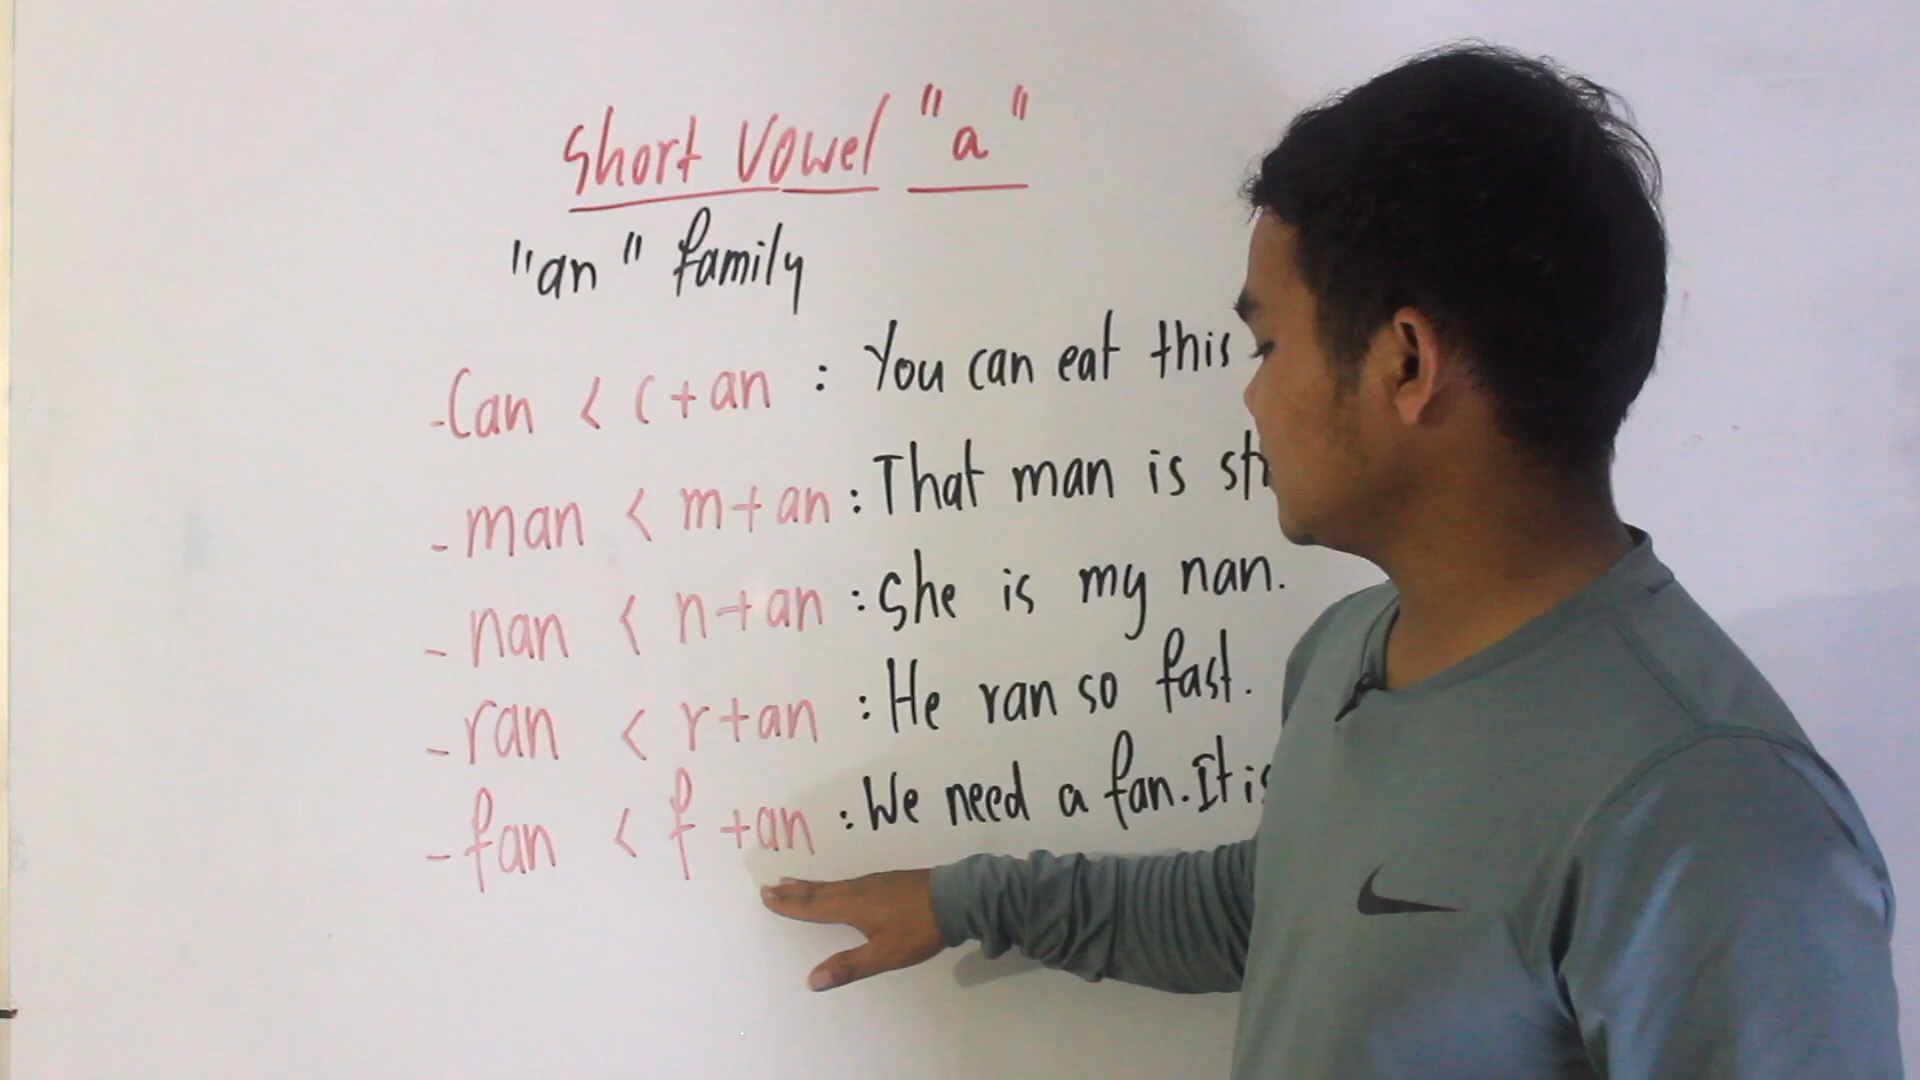 Short Vowel "a"
"an" family
-Can < c+an : You can eat this
-man < m+an : That man is
-nan < n+an : She is my nan.
-ran < r+an : He ran so fast.
-fan < f+an : We need a fan. It is